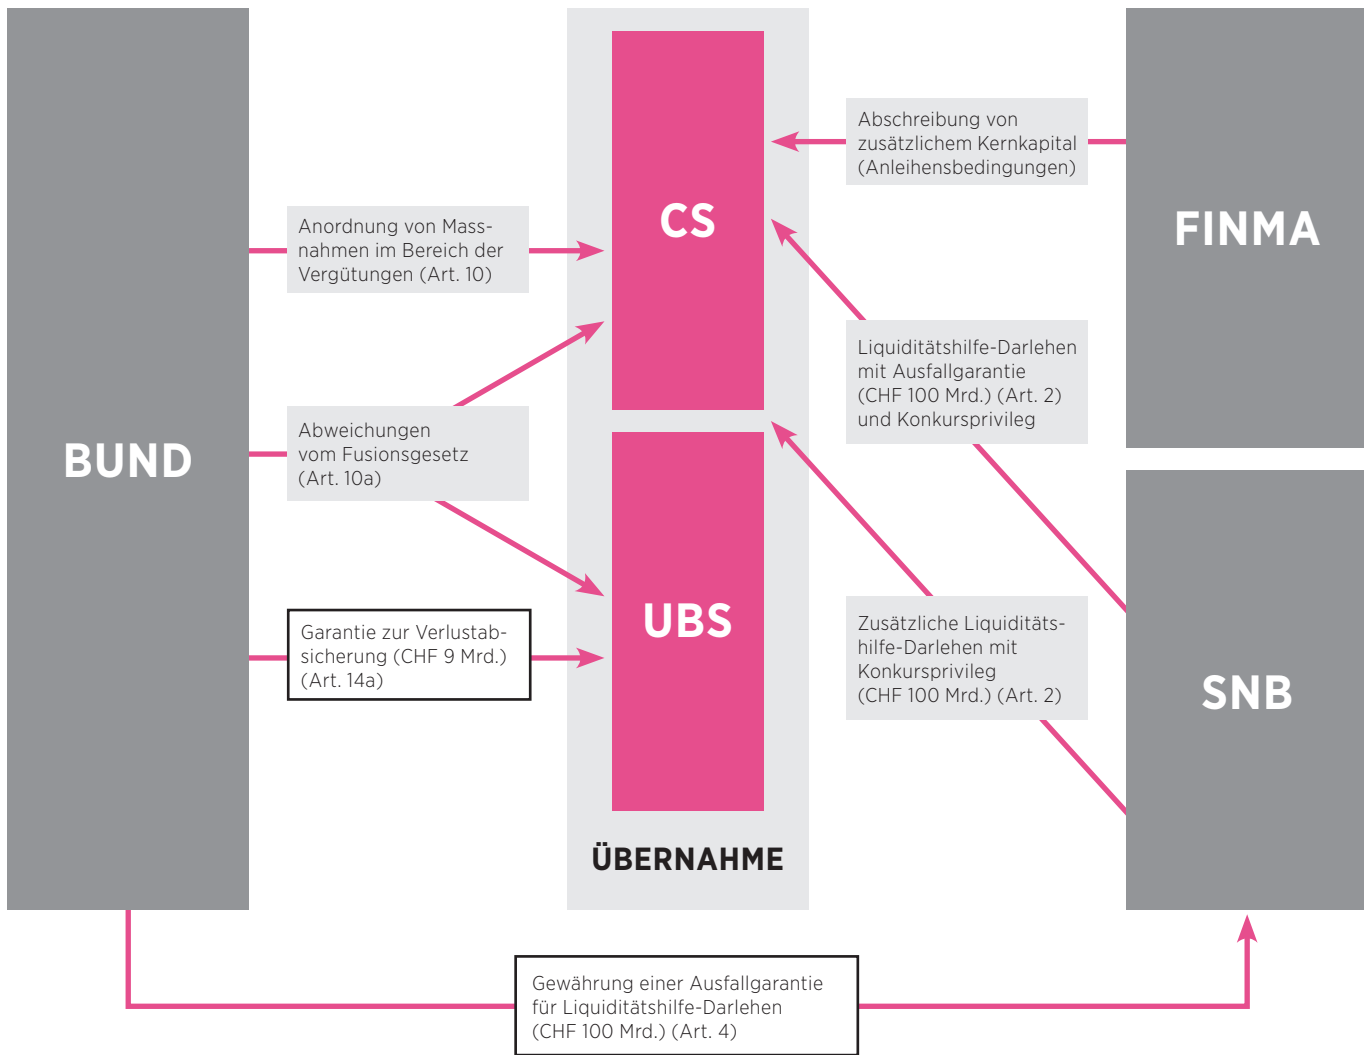 BUND
Anordnung von Mass-
nahmen im Bereich der
Vergütungen (Art. 10)
Abweichungen
vom Fusionsgesetz
(Art. 10a)
Garantie zur Verlustab-
sicherung (CHF 9 Mrd.)
(Art. 14a)
CS
UBS
ÜBERNAHME
Abschreibung von
zusätzlichem Kernkapital
(Anleihensbedingungen)
Liquiditätshilfe-Darlehen
mit Ausfallgarantie
(CHF 100 Mrd.) (Art. 2)
und Konkursprivileg
Zusätzliche Liquiditäts-
hilfe-Darlehen mit
Konkursprivileg
(CHF 100 Mrd.) (Art. 2)
FINMA
SNB
Gewährung einer Ausfallgarantie
für Liquiditätshilfe-Darlehen
(CHF 100 Mrd.) (Art. 4)